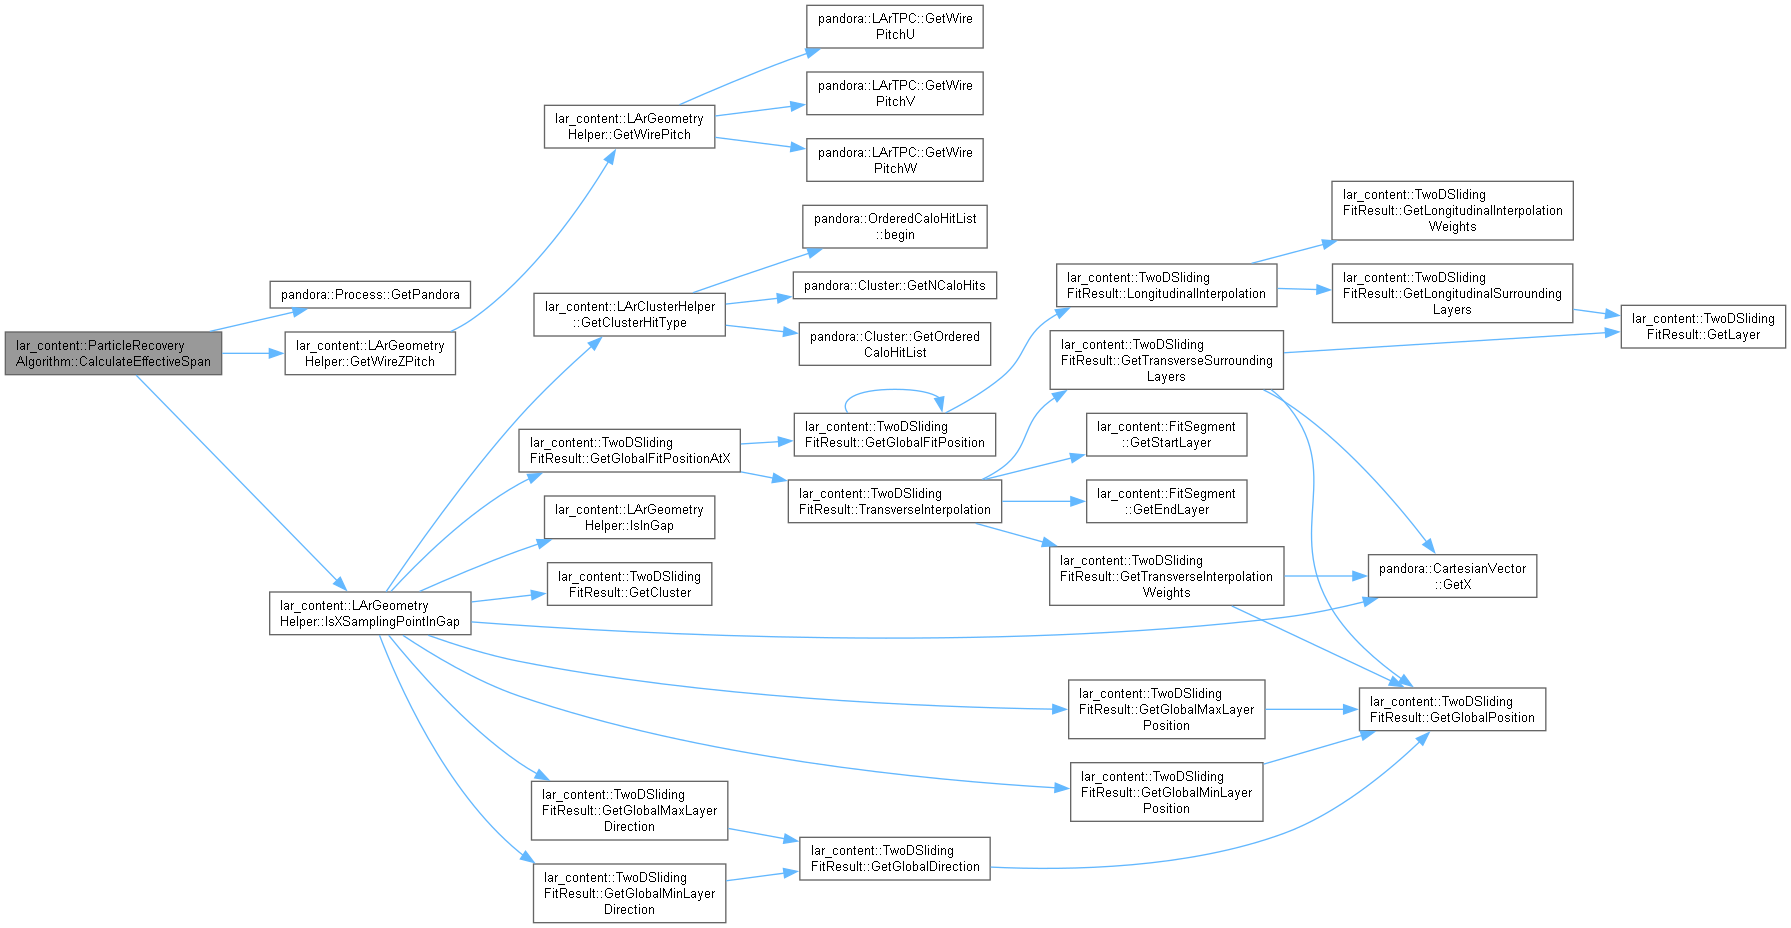 lar_content::ParticleRecovery
Algorithm::CalculateEffectiveSpan
pandora::Process::GetPandora
lar_content::LArGeometry
Helper::GetWireZPitch
lar_content::LArGeometry
Helper::IsXSamplingPointInGap
lar_content::LArGeometry
Helper::GetWirePitch
lar_content::LArClusterHelper
::GetClusterHitType
lar_content::TwoDSliding
FitResult::GetGlobalFitPositionAtX
lar_content::LArGeometry
Helper::IsInGap
lar_content::TwoDSliding
FitResult::GetCluster
lar_content::TwoDSliding
FitResult::GetGlobalMaxLayer
Direction
lar_content::TwoDSliding
FitResult::GetGlobalMinLayer
Direction
pandora::LArTPC::GetWire
PitchU
pandora::LArTPC::GetWire
PitchV
pandora::LArTPC::GetWire
PitchW
pandora::OrderedCaloHitList
::begin
pandora::Cluster::GetNCaloHits
pandora::Cluster::GetOrdered
CaloHitList
lar_content::TwoDSliding
FitResult::GetGlobalFitPosition
lar_content::TwoDSliding
FitResult::TransverseInterpolation
lar_content::TwoDSliding
FitResult::GetGlobalDirection
lar_content::TwoDSliding
FitResult::LongitudinalInterpolation
lar_content::TwoDSliding
FitResult::GetTransverseSurrounding
Layers
lar_content::FitSegment
::GetStartLayer
lar_content::FitSegment
::GetEndLayer
lar_content::TwoDSliding
FitResult::GetTransverseInterpolation
Weights
lar_content::TwoDSliding
FitResult::GetGlobalMaxLayer
Position
lar_content::TwoDSliding
FitResult::GetGlobalMinLayer
Position
lar_content::TwoDSliding
FitResult::GetLongitudinalInterpolation
Weights
lar_content::TwoDSliding
FitResult::GetLongitudinalSurrounding
Layers
pandora::CartesianVector
::GetX
lar_content::TwoDSliding
FitResult::GetGlobalPosition
lar_content::TwoDSliding
FitResult::GetLayer